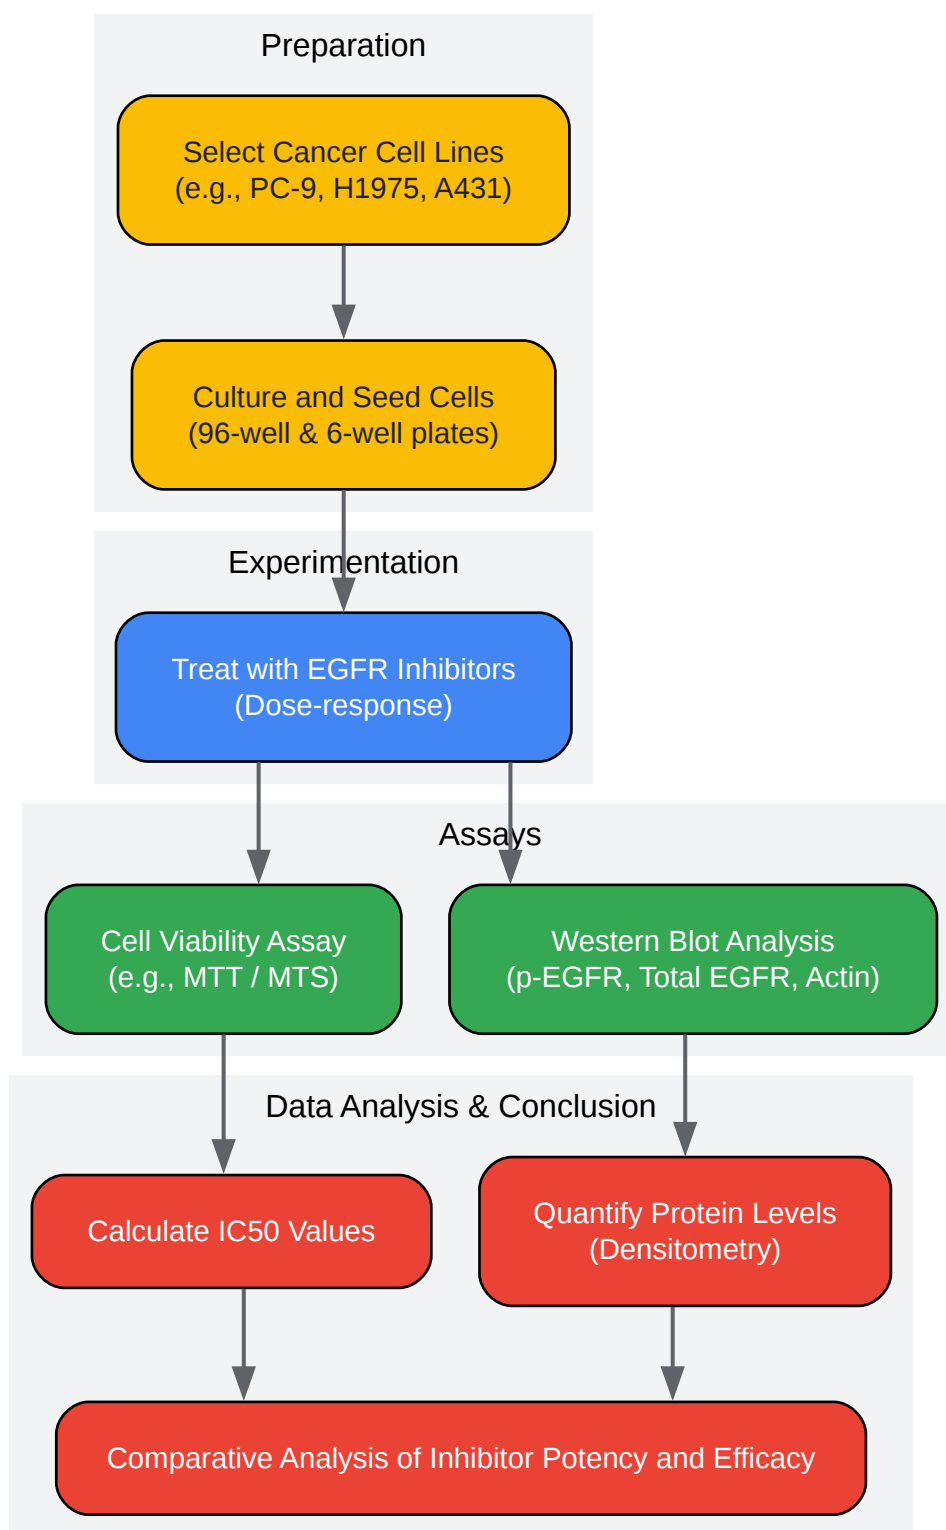 Preparation
Select Cancer Cell Lines
(e.g., PC-9, H1975, A431)
Culture and Seed Cells
(96-well & 6-well plates)
Experimentation
Treat with EGFR Inhibitors
(Dose-response)
Assays
Cell Viability Assay
(e.g., MTT / MTS)
Western Blot Analysis
(p-EGFR, Total EGFR, Actin)
Data Analysis & Conclusion
Calculate IC50 Values
Quantify Protein Levels
(Densitometry)
Comparative Analysis of Inhibitor Potency and Efficacy